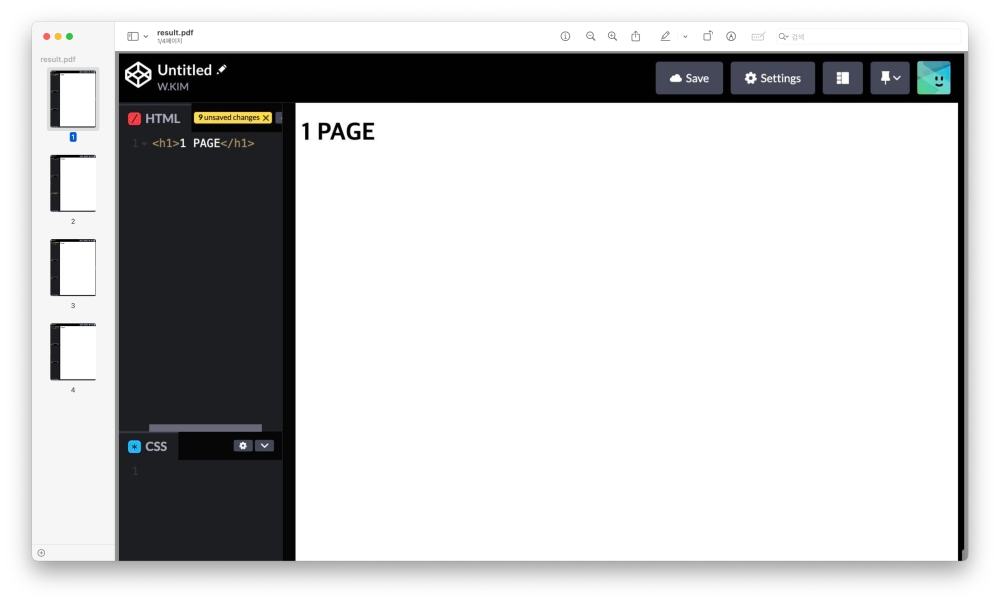 result.pdf
1/4페이지
검색
result.pdf
1
2
3
4
Untitled
W.KIM
Save
Settings
HTML
9 unsaved changes X
1
<h1>1 PAGE</h1>
CSS
1
1 PAGE